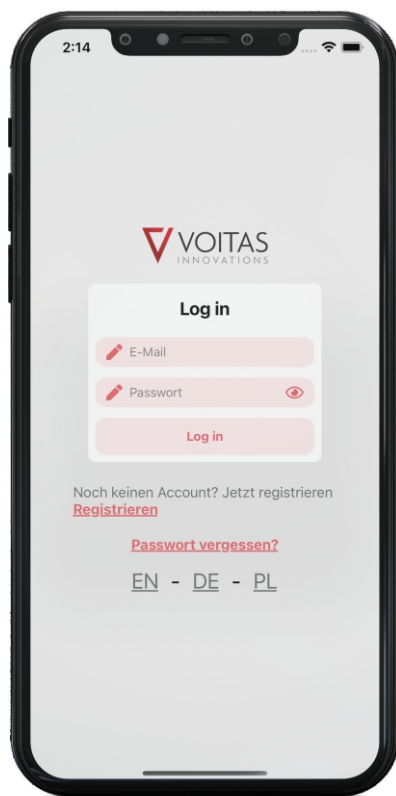 2:14
VOITAS
INNOVATIONS
Log in
E-Mail
Passwort
Log in
Noch keinen Account? Jetzt registrieren
Registrieren
Passwort vergessen?
EN - DE - PL